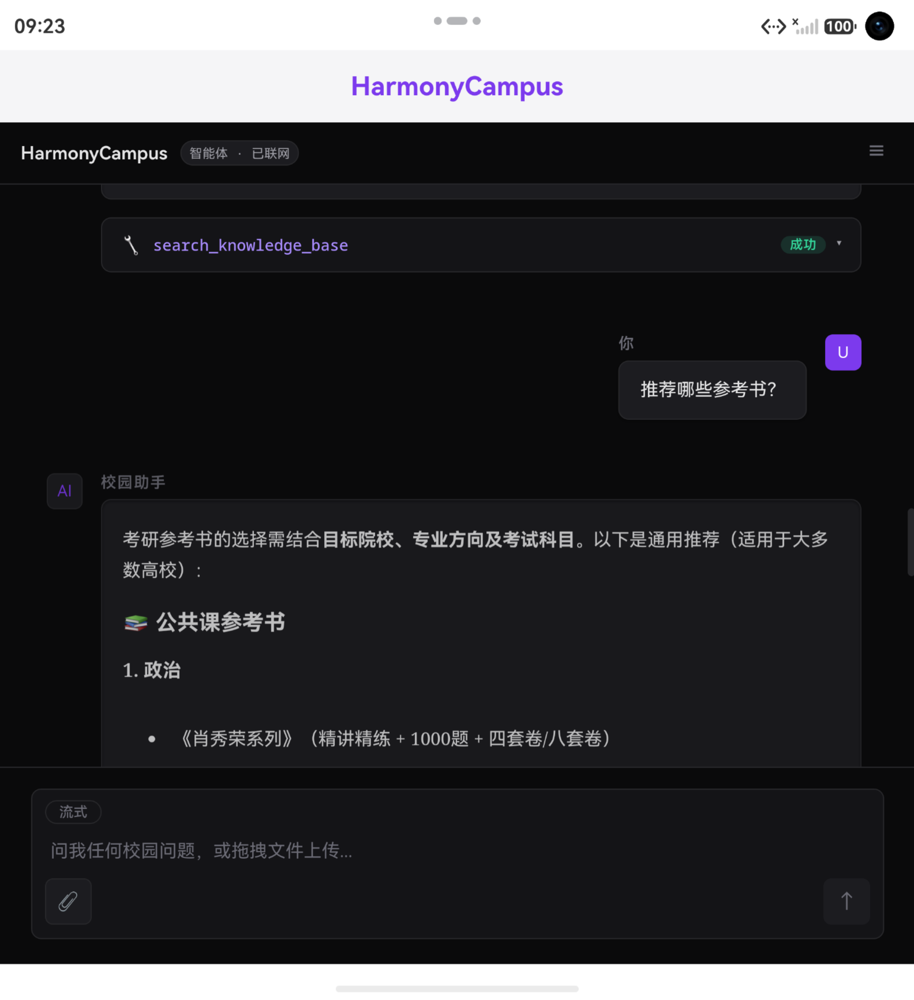 09:23
100
HarmonyCampus
HarmonyCampus
智能体 · 已联网
search_knowledge_base
成功
你
U
推荐哪些参考书?
AI
校园助手
考研参考书的选择需结合目标院校、专业方向及考试科目。以下是通用推荐（适用于大多
数高校）:
📚 公共课参考书
1. 政治
• 《肖秀荣系列》（精讲精练 + 1000题 + 四套卷/八套卷）
流式
问我任何校园问题，或拖拽文件上传...